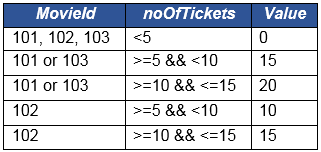 MovieId noOfTickets Value
101, 102, 103 <5 0
101 or 103 >=5 && <10 15
101 or 103 >=10 && <=15 20
102 >=5 && <10 10
102 >=10 && <=15 15